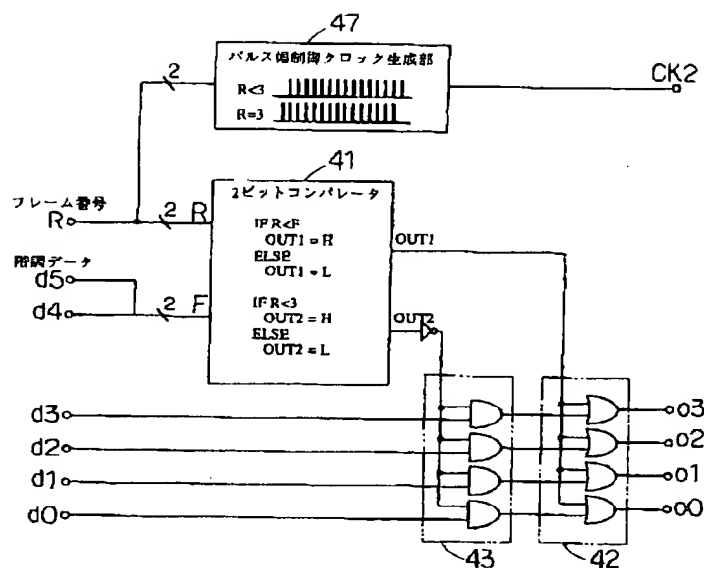 47
パルス幅制御クロック生成部
R<3
R=3
CK2
2
41
2ビットコンパレータ
フレーム番号
R
2
R
IF R<F
OUT1 = H
ELSE
OUT1 = L
OUT1
階調データ
d5
d4
2
F
IF R<3
OUT2 = H
ELSE
OUT2 = L
OUT2
d3
d2
d1
d0
o3
o2
o1
o0
43
42